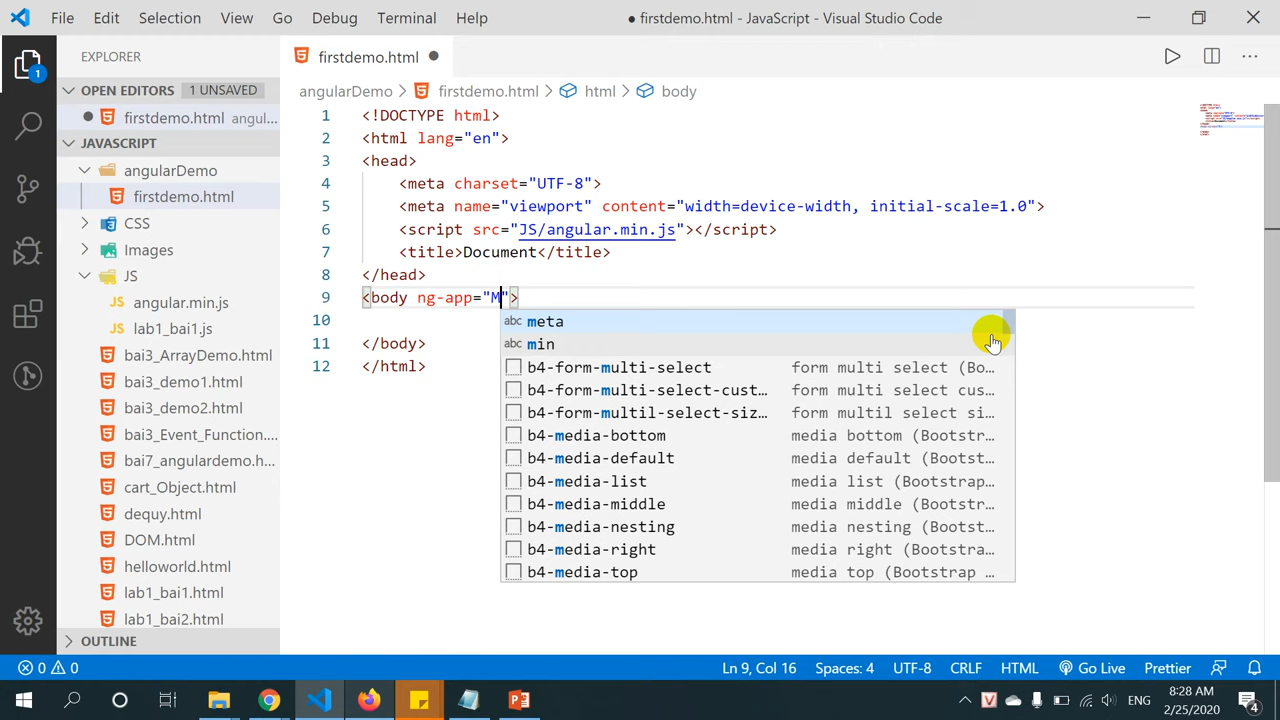 File Edit Selection View Go Debug Terminal Help ● firstdemo.html - JavaScript - Visual Studio Code
EXPLORER
OPEN EDITORS 1 UNSAVED
firstdemo.html angul...
JAVASCRIPT
angularDemo
firstdemo.html
CSS
Images
JS
JS angular.min.js
JS lab1_bai1.js
bai3_ArrayDemo.html
bai3_demo1.html
bai3_demo2.html
bai3_Event_Function....
bai7_angulardemo.h...
cart_Object.html
dequy.html
DOM.html
helloworld.html
lab1_bai1.html
lab1_bai2.html
OUTLINE
1
firstdemo.html
angularDemo > firstdemo.html > html > body
1 <!DOCTYPE html>
2 <html lang="en">
3 <head>
4 <meta charset="UTF-8">
5 <meta name="viewport" content="width=device-width, initial-scale=1.0">
6 <script src="JS/angular.min.js"></script>
7 <title>Document</title>
8 </head>
9 <body ng-app="M">
10
11 </body>
12 </html>
abc meta
abc min
b4-form-multi-select form multi select (Bo…
b4-form-multi-select-cust… form multi select cus…
b4-form-multil-select-siz… form multil select si…
b4-media-bottom media bottom (Bootstr…
b4-media-default media default (Bootst…
b4-media-list media list (Bootstrap…
b4-media-middle media middle (Bootstr…
b4-media-nesting media nesting (Bootst…
b4-media-right media right (Bootstra…
b4-media-top media top (Bootstrap …
0 0 Ln 9, Col 16 Spaces: 4 UTF-8 CRLF HTML Go Live Prettier
ENG 8:28 AM
2/25/2020
4